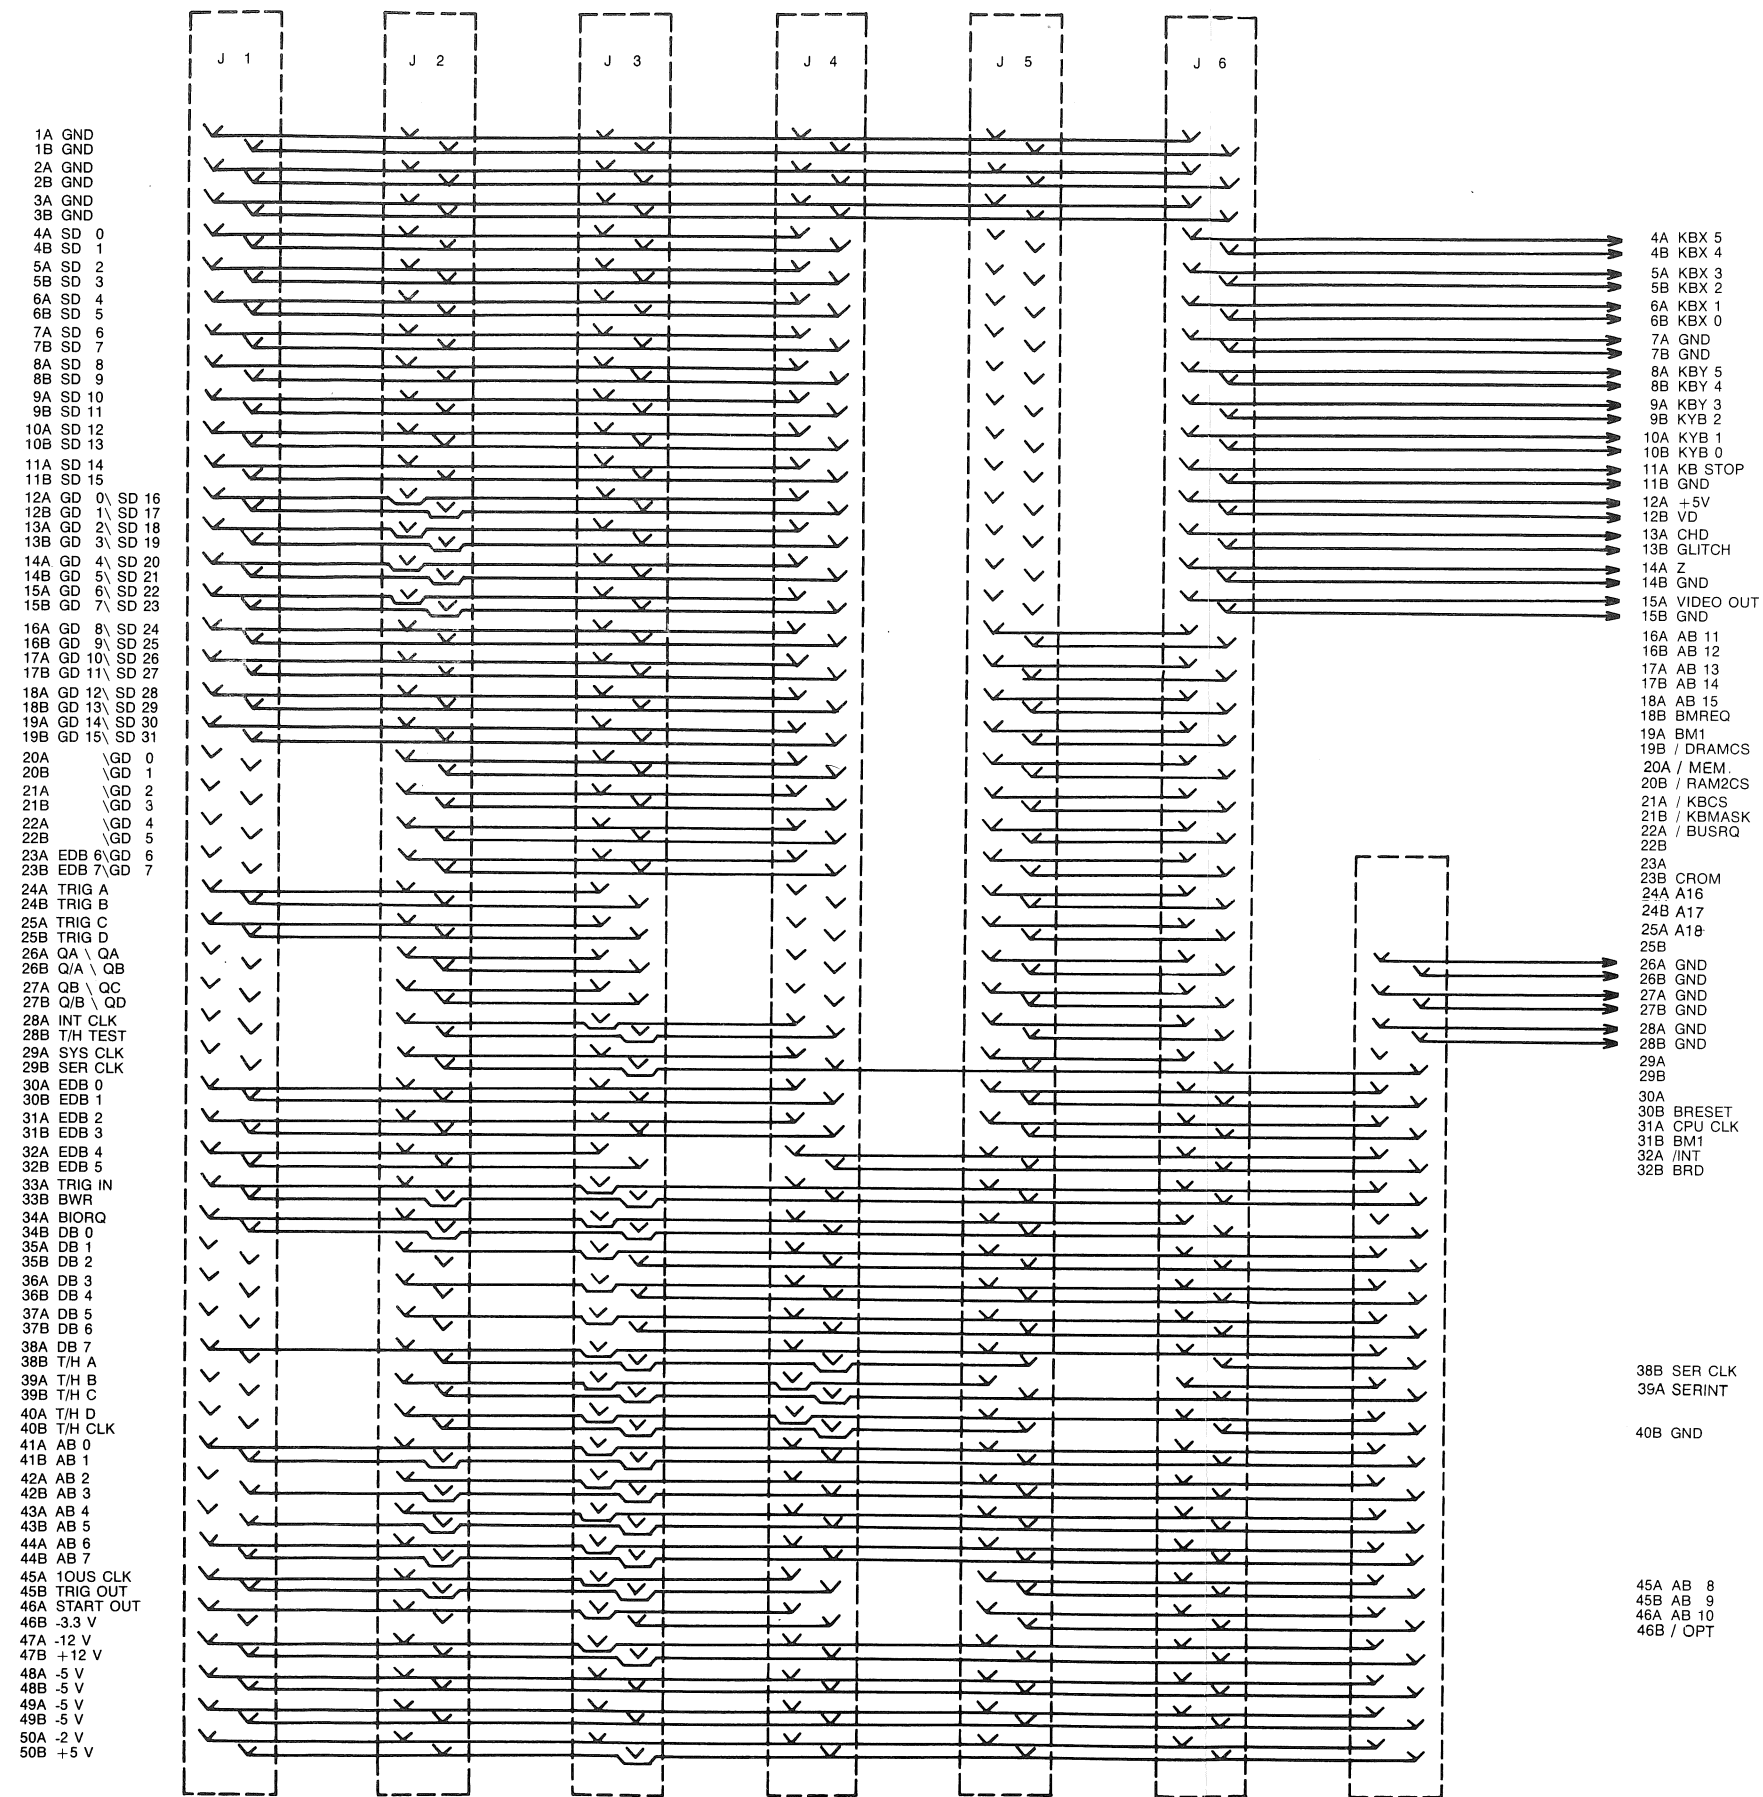 J 1
J 2
J 3
J 4
J 5
J 6
1A GND
1B GND
2A GND
2B GND
3A GND
3B GND
4A SD 0
4B SD 1
5A SD 2
5B SD 3
6A SD 4
6B SD 5
7A SD 6
7B SD 7
8A SD 8
8B SD 9
9A SD 10
9B SD 11
10A SD 12
10B SD 13
11A SD 14
11B SD 15
12A GD 0\ SD 16
12B GD 1\ SD 17
13A GD 2\ SD 18
13B GD 3\ SD 19
14A GD 4\ SD 20
14B GD 5\ SD 21
15A GD 6\ SD 22
15B GD 7\ SD 23
16A GD 8\ SD 24
16B GD 9\ SD 25
17A GD 10\ SD 26
17B GD 11\ SD 27
18A GD 12\ SD 28
18B GD 13\ SD 29
19A GD 14\ SD 30
19B GD 15\ SD 31
20A \GD 0
20B \GD 1
21A \GD 2
21B \GD 3
22A \GD 4
22B \GD 5
23A EDB 6\GD 6
23B EDB 7\GD 7
24A TRIG A
24B TRIG B
25A TRIG C
25B TRIG D
26A QA \ QA
26B Q/A \ QB
27A QB \ QC
27B Q/B \ QD
28A INT CLK
28B T/H TEST
29A SYS CLK
29B SER CLK
30A EDB 0
30B EDB 1
31A EDB 2
31B EDB 3
32A EDB 4
32B EDB 5
33A TRIG IN
33B BWR
34A BIORQ
34B DB 0
35A DB 1
35B DB 2
36A DB 3
36B DB 4
37A DB 5
37B DB 6
38A DB 7
38B T/H A
39A T/H B
39B T/H C
40A T/H D
40B T/H CLK
41A AB 0
41B AB 1
42A AB 2
42B AB 3
43A AB 4
43B AB 5
44A AB 6
44B AB 7
45A 1OUS CLK
45B TRIG OUT
46A START OUT
46B -3.3 V
47A -12 V
47B +12 V
48A -5 V
48B -5 V
49A -5 V
49B -5 V
50A -2 V
50B +5 V
4A KBX 5
4B KBX 4
5A KBX 3
5B KBX 2
6A KBX 1
6B KBX 0
7A GND
7B GND
8A KBY 5
8B KBY 4
9A KBY 3
9B KYB 2
10A KYB 1
10B KYB 0
11A KB STOP
11B GND
12A +5V
12B VD
13A CHD
13B GLITCH
14A Z
14B GND
15A VIDEO OUT
15B GND
16A AB 11
16B AB 12
17A AB 13
17B AB 14
18A AB 15
18B BMREQ
19A BM1
19B / DRAMCS
20A / MEM.
20B / RAM2CS
21A / KBCS
21B / KBMASK
22A / BUSRQ
22B
23A
23B CROM
24A A16
24B A17
25A A18
25B
26A GND
26B GND
27A GND
27B GND
28A GND
28B GND
29A
29B
30A
30B BRESET
31A CPU CLK
31B BM1
32A /INT
32B BRD
38B SER CLK
39A SERINT
40B GND
45A AB 8
45B AB 9
46A AB 10
46B / OPT